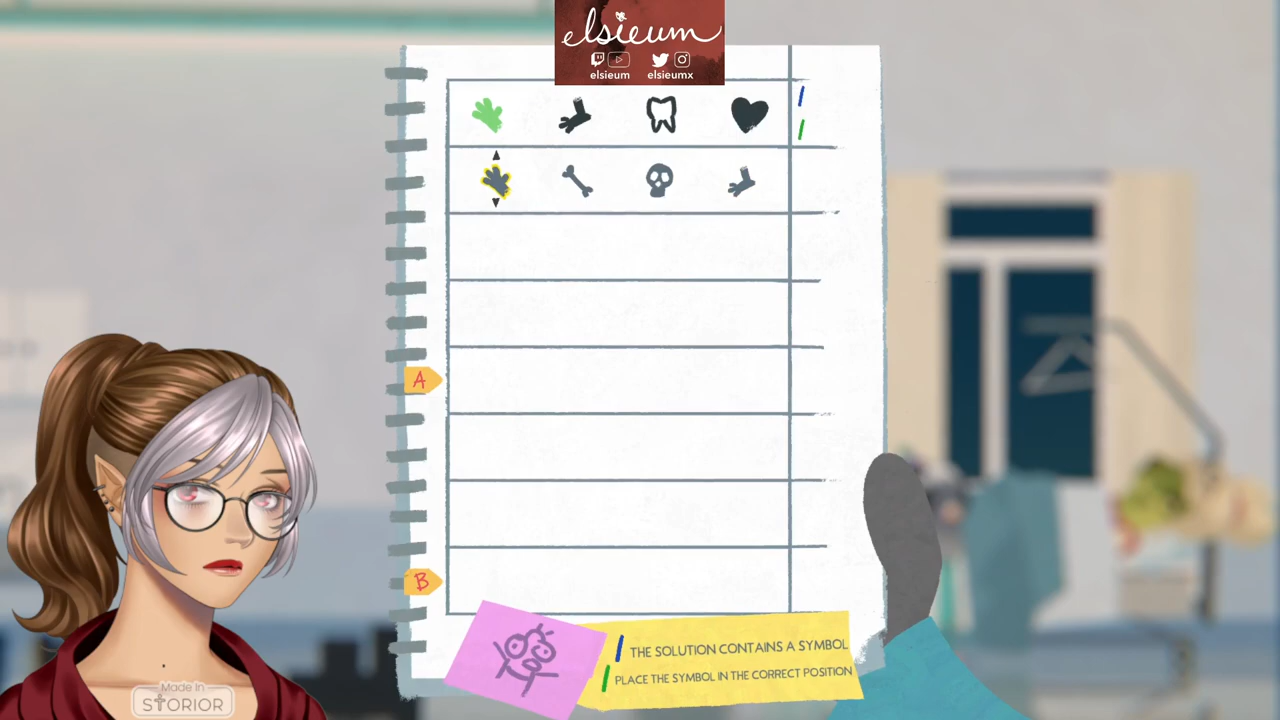 elsieum
elsieum elsieumx
A
B
THE SOLUTION CONTAINS A SYMBOL
PLACE THE SYMBOL IN THE CORRECT POSITION
Made In
STORIOR